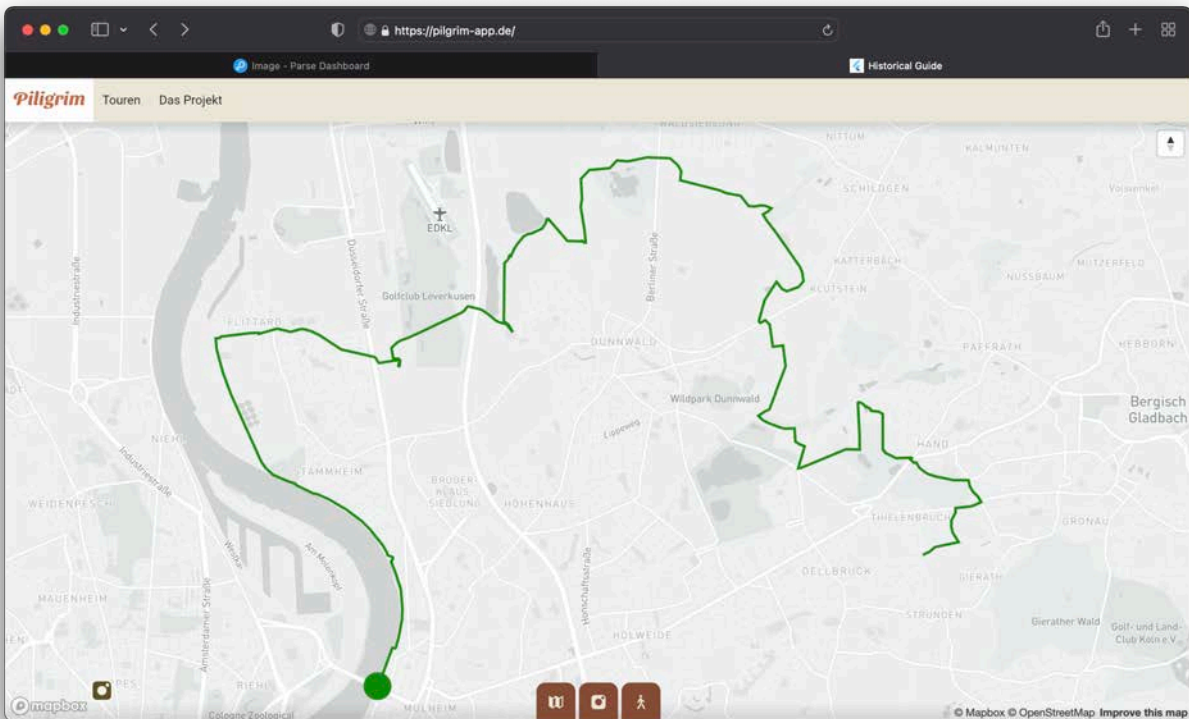 https://pilgrim-app.de/
Image - Parse Dashboard
Historical Guide
Piligrim
Touren
Das Projekt
NITTUM
KALMÜNTEN
SCHILDGEN
Voiswinkel
EDKL
Düsseldorfer Straße
Berliner Straße
Industriestraße
KATTERBACH
MUTZERFELD
NUSSBAUM
KLUTSTEIN
Golfclub Leverkusen
FLITTARD
DÜNNWALD
PAFFRATH
HEBBORN
Wildpark Dünnwald
Bergisch
Gladbach
Lippeweg
NIEHL
HAND
Industriestraße
STAMMHEIM
BRUDER-
KLAUS-
SIEDLUNG
HÖHENHAUS
WEIDENPESCH
THIELENBRUCH
GRONAU
Westkai
Am Molenkopf
DELLBRÜCK
GIERATH
Honschaftsstraße
MAUENHEIM
Amsterdamer Straße
STRUNDEN
Gierather Wald
Golf- und Land-
Club Köln e.V.
HOLWEIDE
RIEHL
mapbox
MÜLHEIM
Cologne Zoological
© Mapbox © OpenStreetMap Improve this map